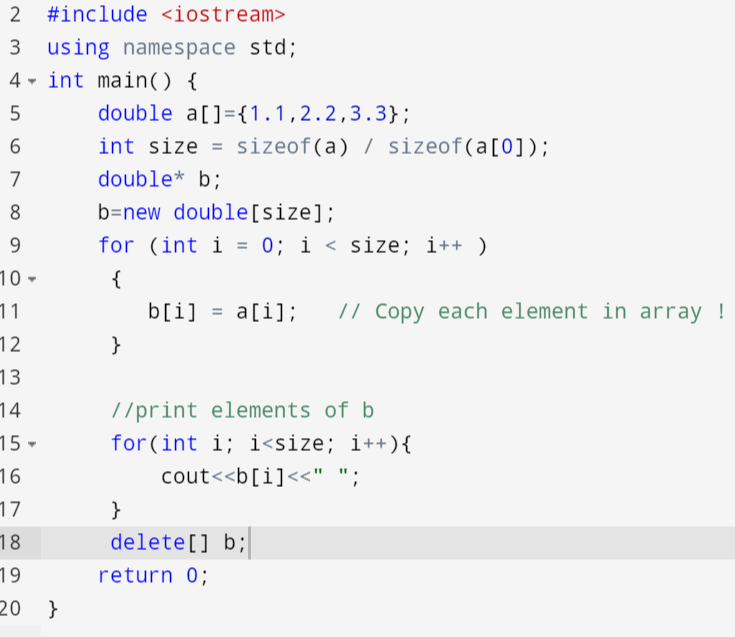 2 #include <iostream>
3 using namespace std;
4 int main() {
5     double a[]={1.1,2.2,3.3};
6     int size = sizeof(a) / sizeof(a[0]);
7     double* b;
8     b=new double[size];
9     for (int i = 0; i < size; i++ )
10      {
11         b[i] = a[i];   // Copy each element in array !
12      }
13
14      //print elements of b
15      for(int i; i<size; i++){
16          cout<<b[i]<<" ";
17      }
18      delete[] b;
19     return 0;
20 }